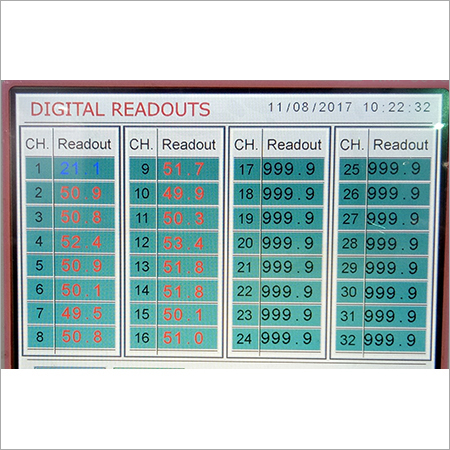 DIGITAL READOUTS 11/08/2017 10:22:32
CH. Readout CH. Readout CH. Readout CH. Readout
1 21.1 9 51.7 17 999.9 25 999.9
2 50.9 10 49.9 18 999.9 26 999.9
3 50.8 11 50.3 19 999.9 27 999.9
4 52.4 12 53.4 20 999.9 28 999.9
5 50.9 13 51.8 21 999.9 29 999.9
6 50.1 14 51.8 22 999.9 30 999.9
7 49.5 15 50.1 23 999.9 31 999.9
8 50.8 16 51.0 24 999.9 32 999.9